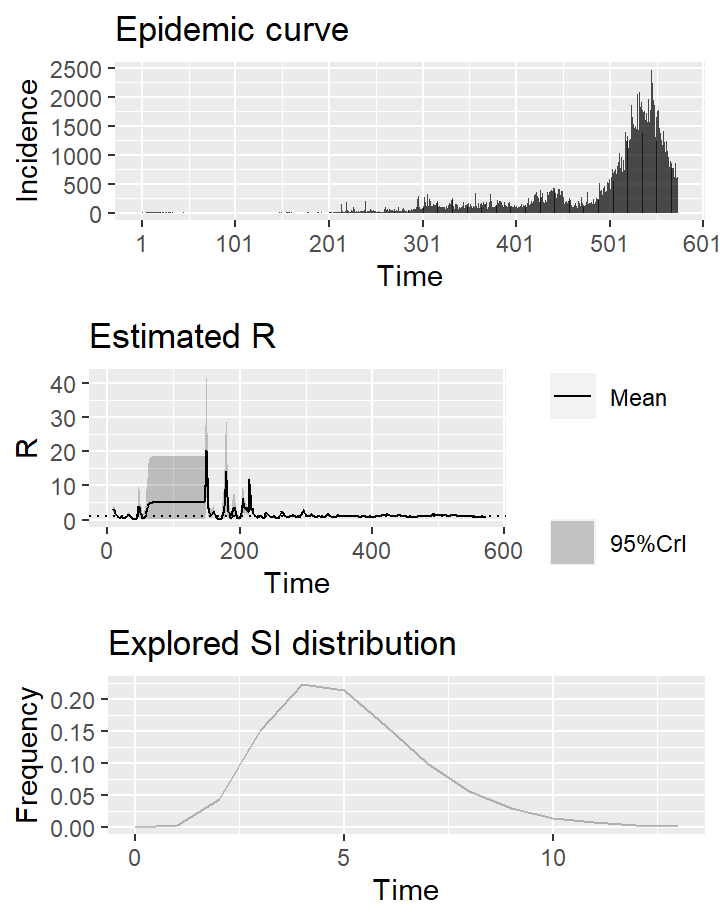 Epidemic curve
2500
2000
1500
1000
500
0
Incidence
1 101 201 301 401 501 601
Time
Estimated R
40
30
20
10
0
R
0 200 400 600
Time
Mean
95%CrI
Explored SI distribution
0.20
0.15
0.10
0.05
0.00
Frequency
0 5 10
Time